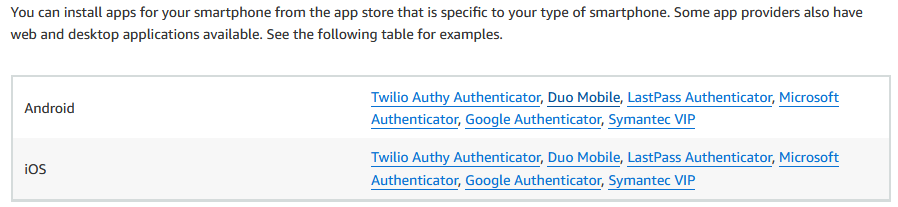 You can install apps for your smartphone from the app store that is specific to your type of smartphone. Some app providers also have
web and desktop applications available. See the following table for examples.
Android
Twilio Authy Authenticator, Duo Mobile, LastPass Authenticator, Microsoft
Authenticator, Google Authenticator, Symantec VIP
iOS
Twilio Authy Authenticator, Duo Mobile, LastPass Authenticator, Microsoft
Authenticator, Google Authenticator, Symantec VIP